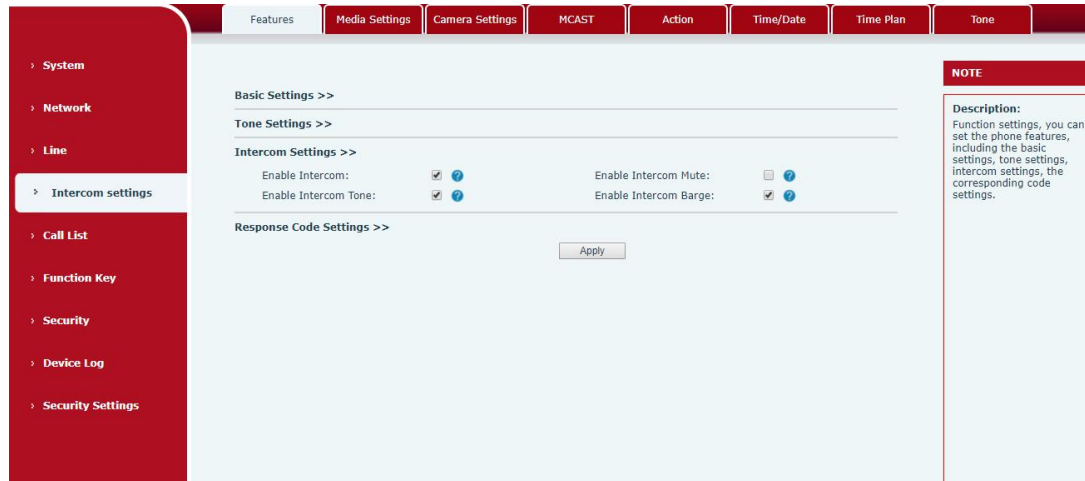 Features Media Settings Camera Settings MCAST Action Time/Date Time Plan Tone
› System
› Network
› Line
› Intercom settings
› Call List
› Function Key
› Security
› Device Log
› Security Settings
Basic Settings >>
Tone Settings >>
Intercom Settings >>
Enable Intercom: Enable Intercom Mute:
Enable Intercom Tone: Enable Intercom Barge:
Response Code Settings >>
Apply
NOTE
Description:
Function settings, you can
set the phone features,
including the basic
settings, tone settings,
intercom settings, the
corresponding code
settings.